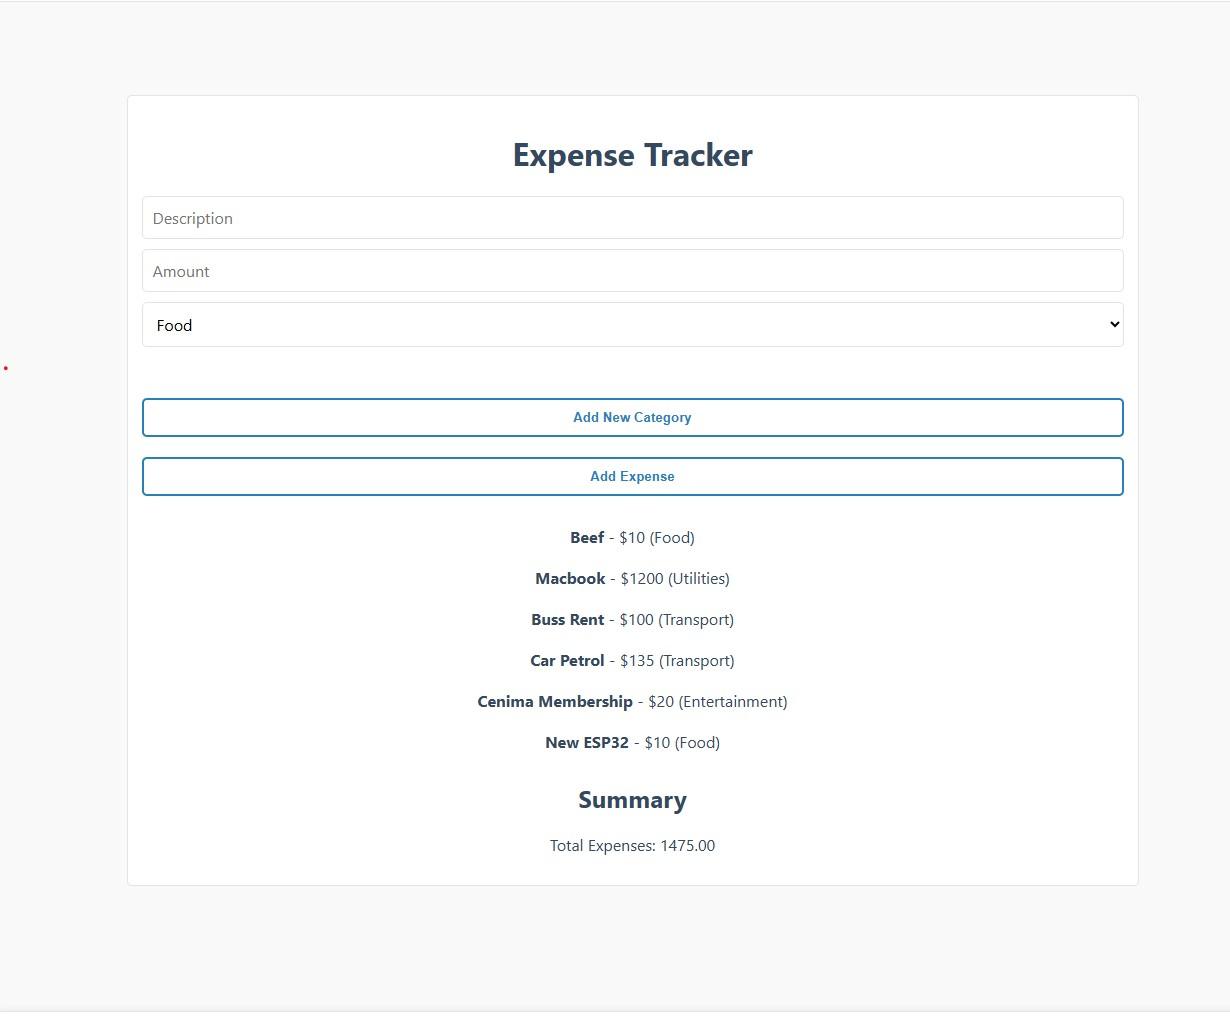 Expense Tracker
Description
Amount
Food
Add New Category
Add Expense
Beef - $10 (Food)
Macbook - $1200 (Utilities)
Buss Rent - $100 (Transport)
Car Petrol - $135 (Transport)
Cenima Membership - $20 (Entertainment)
New ESP32 - $10 (Food)
Summary
Total Expenses: 1475.00